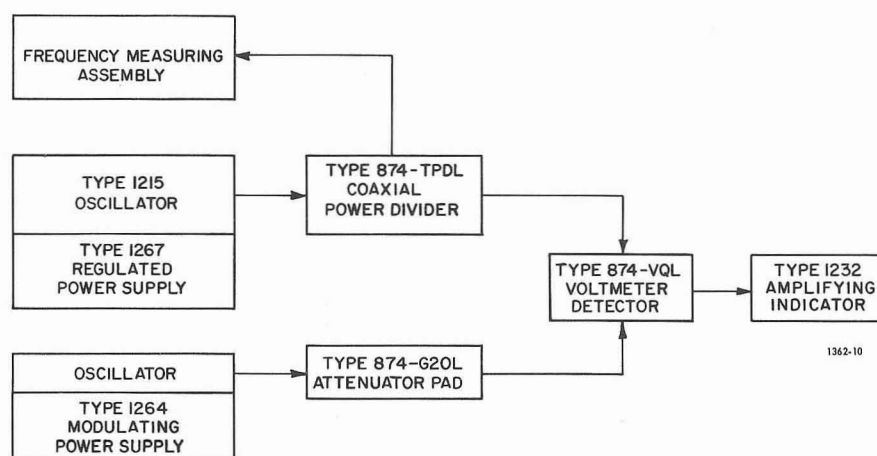 FREQUENCY MEASURING
ASSEMBLY
TYPE 1215
OSCILLATOR
TYPE 1267
REGULATED
POWER SUPPLY
TYPE 874-TPDL
COAXIAL
POWER DIVIDER
TYPE 874-VQL
VOLTMETER
DETECTOR
TYPE 1232
AMPLIFYING
INDICATOR
1362-10
OSCILLATOR
TYPE 1264
MODULATING
POWER SUPPLY
TYPE 874-G20L
ATTENUATOR PAD